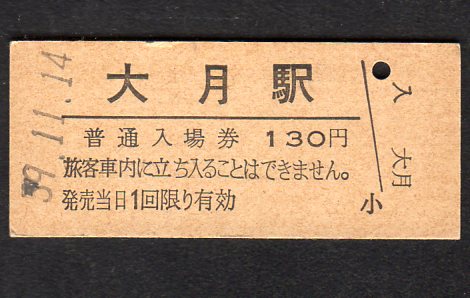 59.11.14
大月駅
普通入場券 130円
旅客車内に立ち入ることはできません。
発売当日1回限り有効
入
大月
小